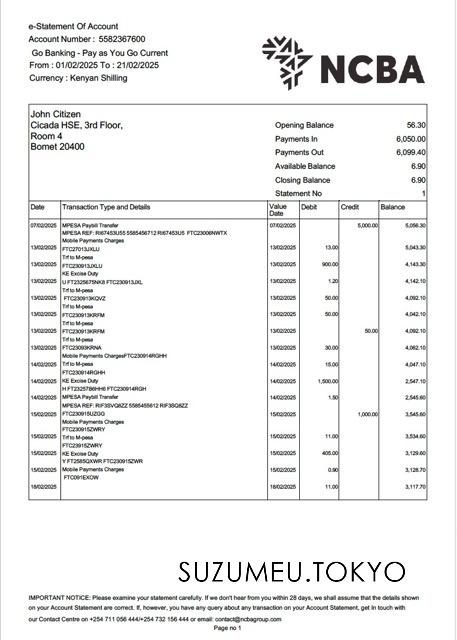 e-Statement Of Account
Account Number : 5582367600
Go Banking - Pay as You Go Current
From : 01/02/2025 To : 21/02/2025
Currency : Kenyan Shilling
NCBA
John Citizen
Cicada HSE, 3rd Floor,
Room 4
Bomet 20400
Opening Balance 56.30
Payments In 6,050.00
Payments Out 6,099.40
Available Balance 6.90
Closing Balance 6.90
Statement No 1
Date Transaction Type and Details Value Date Debit Credit Balance
07/02/2025 MPESA Paybill Transfer 07/02/2025 5,000.00 5,056.30
MPESA REF: RI67453U55 5585456712 RI67453U5 FTC23006NWTX
Mobile Payments Charges
13/02/2025 FTC27013JXLU 13/02/2025 13.00 5,043.30
Trf to M-pesa
13/02/2025 FTC230913JXLU 13/02/2025 900.00 4,143.30
KE Excise Duty
13/02/2025 U FT2325675NK8 FTC230913JXL 13/02/2025 1.20 4,142.10
Trf to M-pesa
13/02/2025 FTC230913KQVZ 13/02/2025 50.00 4,092.10
Trf to M-pesa
13/02/2025 FTC230913KRFM 13/02/2025 50.00 4,042.10
Trf to M-pesa
13/02/2025 FTC230913KRFM 13/02/2025 50.00 4,092.10
Trf to M-pesa
13/02/2025 FTC23093KRNA 13/02/2025 30.00 4,062.10
Mobile Payments ChargesFTC230914RGHH
14/02/2025 Trf to M-pesa 14/02/2025 15.00 4,047.10
FTC230914RGHH
14/02/2025 KE Excise Duty 14/02/2025 1,500.00 2,547.10
H FT23257B6HH6 FTC230914RGH
14/02/2025 MPESA Paybill Transfer 14/02/2025 1.50 2,545.60
MPESA REF: RIF3SVQ8ZZ 5585455612 RIF3SQ8ZZ
15/02/2025 FTC230915UZGG 15/02/2025 1,000.00 3,545.60
Mobile Payments Charges
FTC230915ZWRY
15/02/2025 Trf to M-pesa 15/02/2025 11.00 3,534.60
FTC23915ZWRY
15/02/2025 KE Excise Duty 15/02/2025 405.00 3,129.60
Y FT2585QXWR FTC230915ZWR
15/02/2025 Mobile Payments Charges 15/02/2025 0.90 3,128.70
FTC091EXOW
18/02/2025 18/02/2025 11.00 3,117.70
SUZUMEU.TOKYO
IMPORTANT NOTICE: Please examine your statement carefully. If we don't hear from you within 28 days, we shall assume that the details shown
on your Account Statement are correct. If, however, you have any query about any transaction on your Account Statement, get In touch with
our Contact Centre on +254 711 056 444/+254 732 156 444 or email: contact@ncbagroup.com
Page no 1